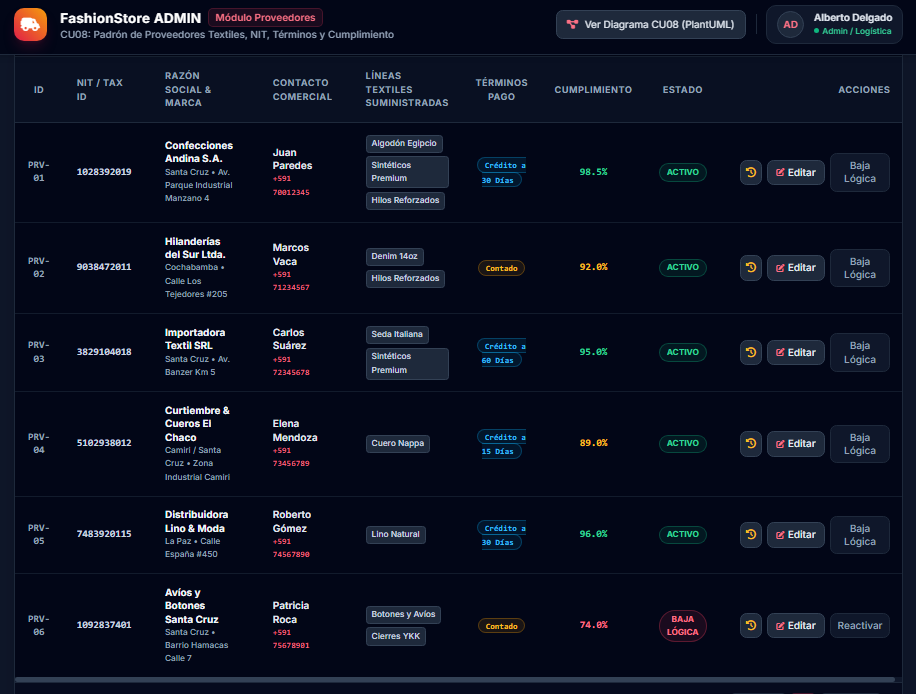 FashionStore ADMIN
Módulo Proveedores
CU08: Padrón de Proveedores Textiles, NIT, Términos y Cumplimiento
Ver Diagrama CU08 (PlantUML)
AD
Alberto Delgado
Admin / Logística
ID
NIT / TAX
ID
RAZÓN
SOCIAL &
MARCA
CONTACTO
COMERCIAL
LÍNEAS
TEXTILES
SUMINISTRADAS
TÉRMINOS
PAGO
CUMPLIMIENTO
ESTADO
ACCIONES
PRV-
01
1028392019
Confecciones
Andina S.A.
Santa Cruz • Av.
Parque Industrial
Manzano 4
Juan
Paredes
+591
70012345
Algodón Egipcio
Sintéticos
Premium
Hilos Reforzados
Crédito a
30 Días
98.5%
ACTIVO
Editar
Baja
Lógica
PRV-
02
9038472011
Hilanderías
del Sur Ltda.
Cochabamba •
Calle Los
Tejedores #205
Marcos
Vaca
+591
71234567
Denim 14oz
Hilos Reforzados
Contado
92.0%
ACTIVO
Editar
Baja
Lógica
PRV-
03
3829104018
Importadora
Textil SRL
Santa Cruz • Av.
Banzer Km 5
Carlos
Suárez
+591
72345678
Seda Italiana
Sintéticos
Premium
Crédito a
60 Días
95.0%
ACTIVO
Editar
Baja
Lógica
PRV-
04
5102938012
Curtiembre &
Cueros El
Chaco
Camiri / Santa
Cruz • Zona
Industrial Camiri
Elena
Mendoza
+591
73456789
Cuero Nappa
Crédito a
15 Días
89.0%
ACTIVO
Editar
Baja
Lógica
PRV-
05
7483920115
Distribuidora
Lino & Moda
La Paz • Calle
España #450
Roberto
Gómez
+591
74567890
Lino Natural
Crédito a
30 Días
96.0%
ACTIVO
Editar
Baja
Lógica
PRV-
06
1092837401
Avíos y
Botones
Santa Cruz
Santa Cruz •
Barrio Hamacas
Calle 7
Patricia
Roca
+591
75678901
Botones y Avíos
Cierres YKK
Contado
74.0%
BAJA
LÓGICA
Editar
Reactivar